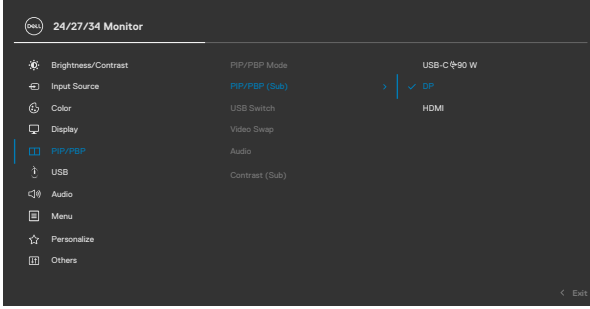 DELL 24/27/34 Monitor
Brightness/Contrast PIP/PBP Mode USB-C 90 W
Input Source PIP/PBP (Sub) DP
Color USB Switch HDMI
Display Video Swap
PIP/PBP Audio
USB Contrast (Sub)
Audio
Menu
Personalize
Others
Exit